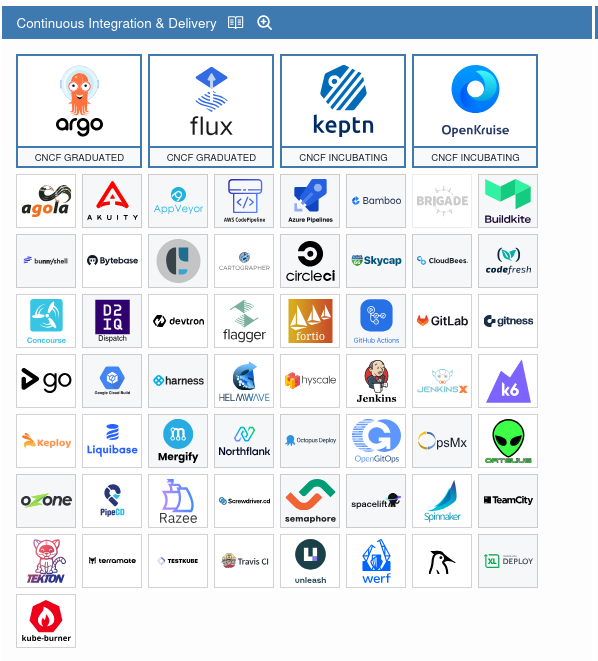 Continuous Integration & Delivery
argo
flux
keptn
OpenKruise
CNCF GRADUATED
CNCF GRADUATED
CNCF INCUBATING
CNCF INCUBATING
agola
AKUITY
AppVeyor
AWS CodePipeline
Azure Pipelines
Bamboo
BRIGADE
Buildkite
bunnyshell
Bytebase
CARTOGRAPHER
circleci
Skycap
CloudBees.
codefresh
Concourse
D2
IQ
Dispatch
devtron
flagger
fortio
GitHub Actions
GitLab
gitness
go
Google Cloud Build
harness
HELMWAVE
hyscale
Jenkins
JENKINS X
k6
Keploy
Liquibase
Mergify
Northflank
Octopus Deploy
OpenGitOps
OpsMx
ORTELIUS
ozone
PipeCD
Razee
Screwdriver.cd
semaphore
spacelift
Spinnaker
TeamCity
TEKTON
terramate
TESTKUBE
Travis CI
unleash
werf
XL
DEPLOY
kube-burner